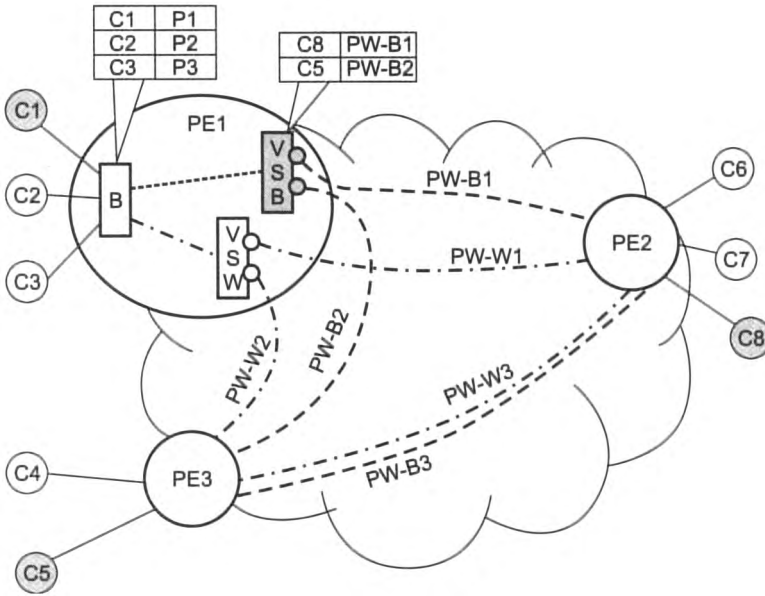 C1 P1
C2 P2
C3 P3
C8 PW-B1
C5 PW-B2
C1
PE1
V
S
B
C2
B
C3
V
S
W
PW-B1
PW-W1
PW-W2
PW-B2
PE2
C6
C7
C8
PW-W3
PW-B3
C4
PE3
C5